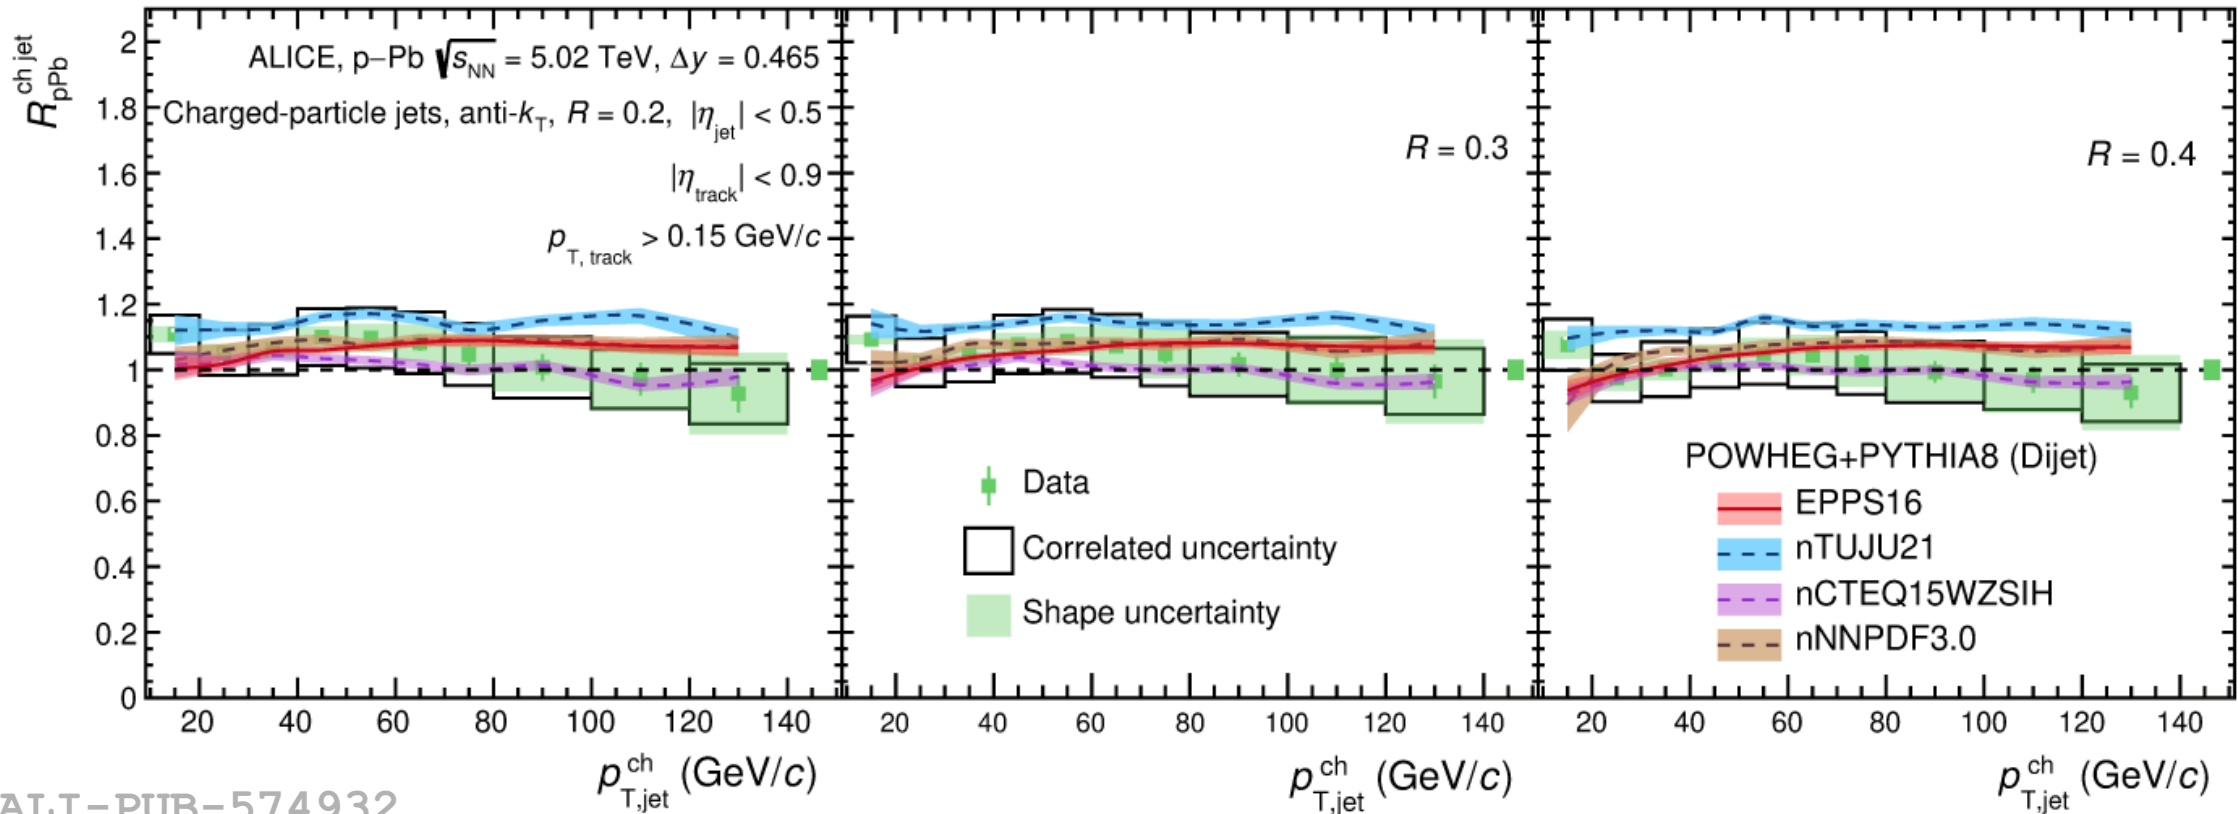 R_pPb^ch jet
2
1.8
1.6
1.4
1.2
1
0.8
0.6
0.4
0.2
0
ALICE, p−Pb √s_NN = 5.02 TeV, Δy = 0.465
Charged-particle jets, anti-k_T, R = 0.2, |η_jet| < 0.5
|η_track| < 0.9
p_T, track > 0.15 GeV/c
20 40 60 80 100 120 140
p_T,jet^ch (GeV/c)
R = 0.3
Data
Correlated uncertainty
Shape uncertainty
20 40 60 80 100 120 140
p_T,jet^ch (GeV/c)
R = 0.4
POWHEG+PYTHIA8 (Dijet)
EPPS16
nTUJU21
nCTEQ15WZSIH
nNNPDF3.0
20 40 60 80 100 120 140
p_T,jet^ch (GeV/c)
ALI-PUB-574932